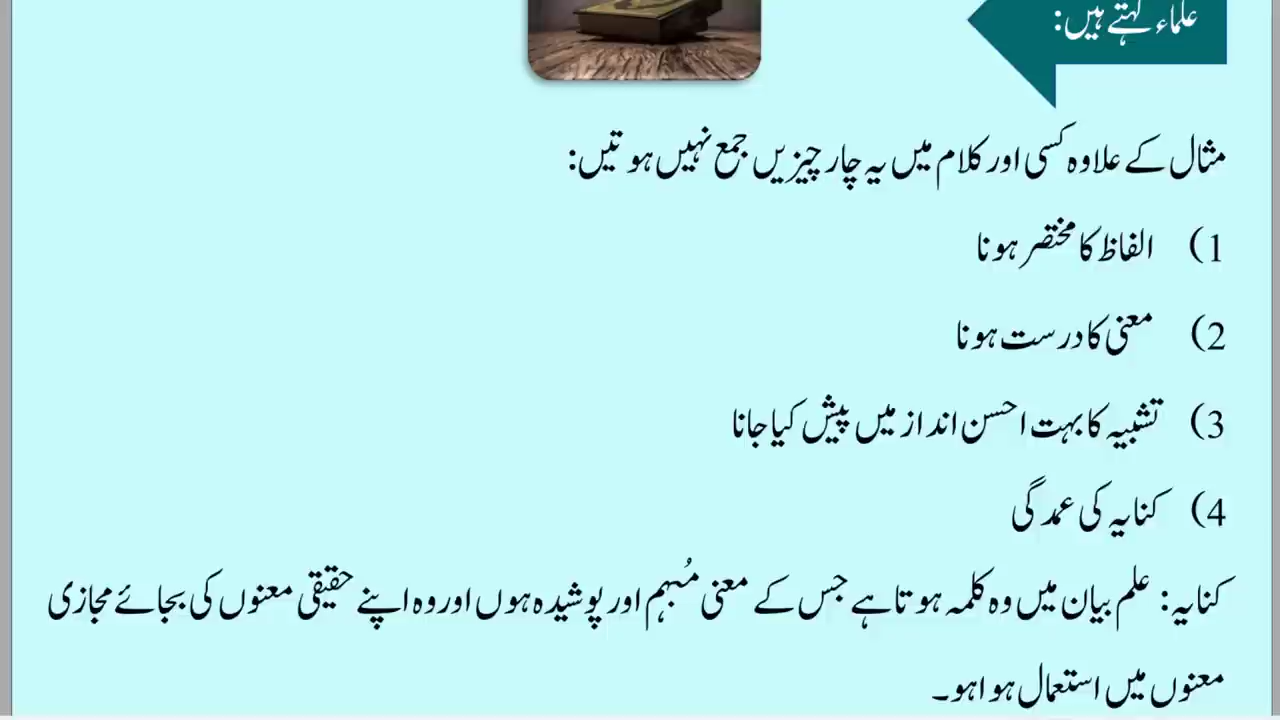 علماء کہتے ہیں:
مثال کے علاوہ کسی اور کلام میں یہ چار چیزیں جمع نہیں ہوتیں:
1) الفاظ کا مختصر ہونا
2) معنی کا درست ہونا
3) تشبیہ کا بہت احسن انداز میں پیش کیا جانا
4) کنایہ کی عمدگی
کنایہ: علم بیان میں وہ کلمہ ہوتا ہے جس کے معنی مُبہم اور پوشیدہ ہوں اور وہ اپنے حقیقی معنوں کی بجائے مجازی
معنوں میں استعمال ہوا ہو۔